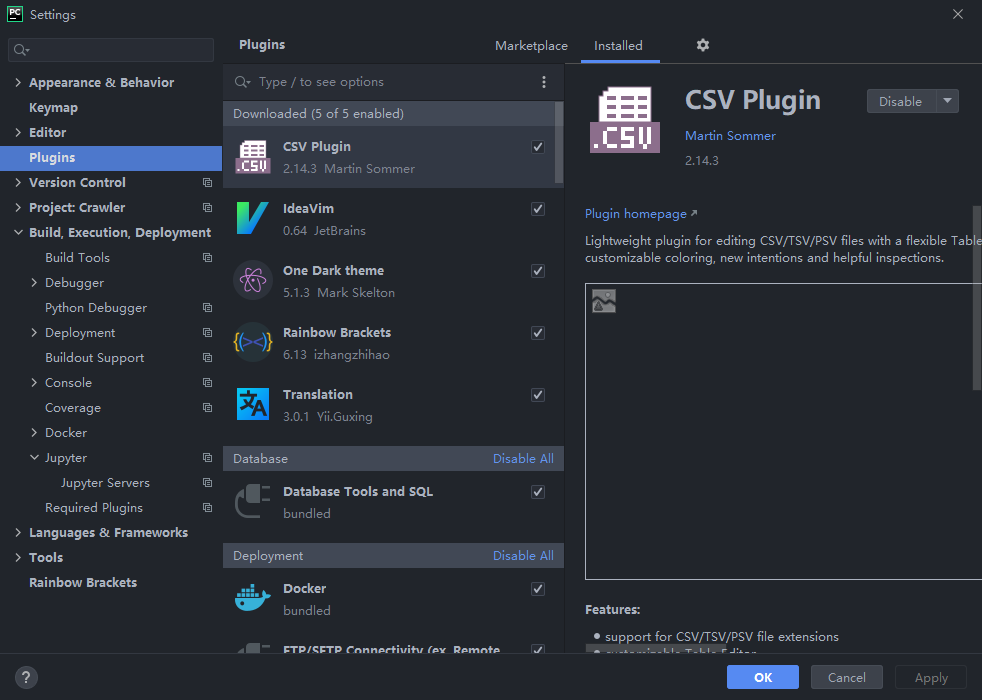 PC Settings
Plugins
Marketplace
Installed
Appearance & Behavior
Keymap
Editor
Plugins
Version Control
Project: Crawler
Build, Execution, Deployment
Build Tools
Debugger
Python Debugger
Deployment
Buildout Support
Console
Coverage
Docker
Jupyter
Jupyter Servers
Required Plugins
Languages & Frameworks
Tools
Rainbow Brackets
Type / to see options
Downloaded (5 of 5 enabled)
.CSV
CSV Plugin
2.14.3 Martin Sommer
IdeaVim
0.64 JetBrains
One Dark theme
5.1.3 Mark Skelton
Rainbow Brackets
6.13 izhangzhihao
文A
Translation
3.0.1 Yii.Guxing
Database
Disable All
Database Tools and SQL
bundled
Deployment
Disable All
Docker
bundled
FTP/SFTP Connectivity (ex. Remote
.CSV
CSV Plugin
Disable
Martin Sommer
2.14.3
Plugin homepage
Lightweight plugin for editing CSV/TSV/PSV files with a flexible Table
customizable coloring, new intentions and helpful inspections.
Features:
• support for CSV/TSV/PSV file extensions
• customizable Table Editor
?
OK
Cancel
Apply